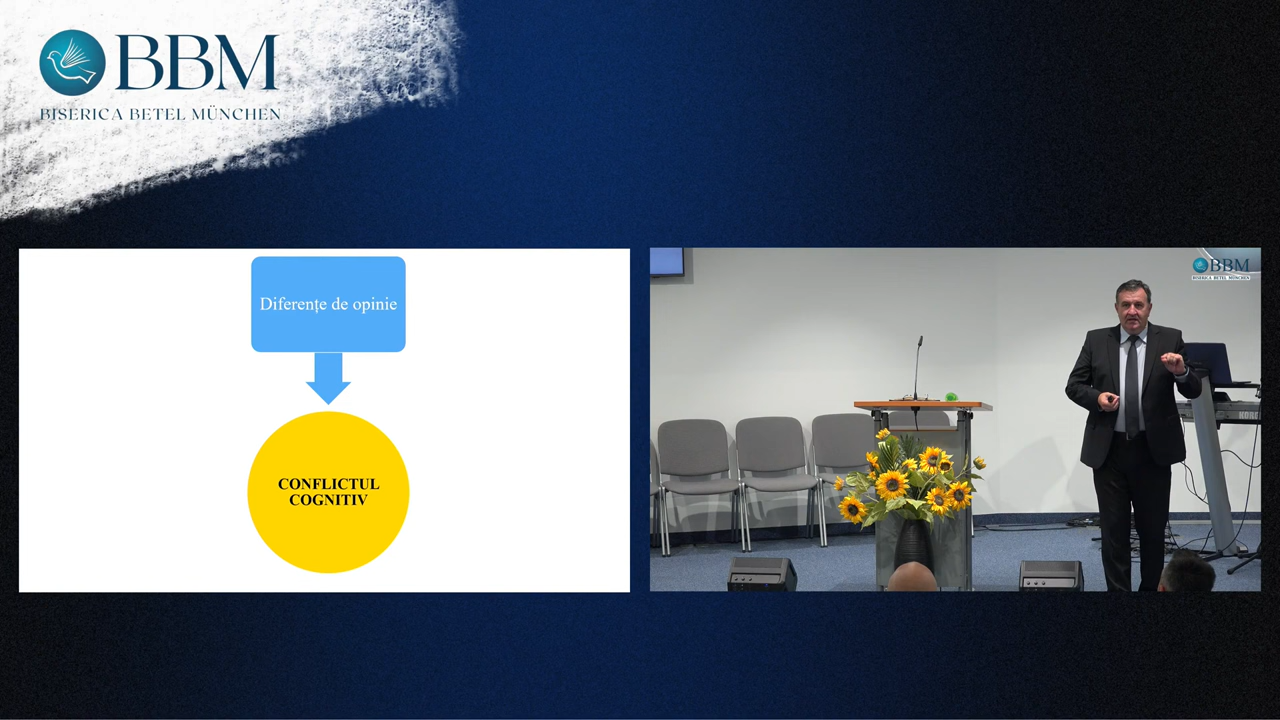 BBM
BISERICA BETEL MÜNCHEN
Diferențe de opinie
CONFLICTUL
COGNITIV
BBM
BISERICA BETEL MÜNCHEN